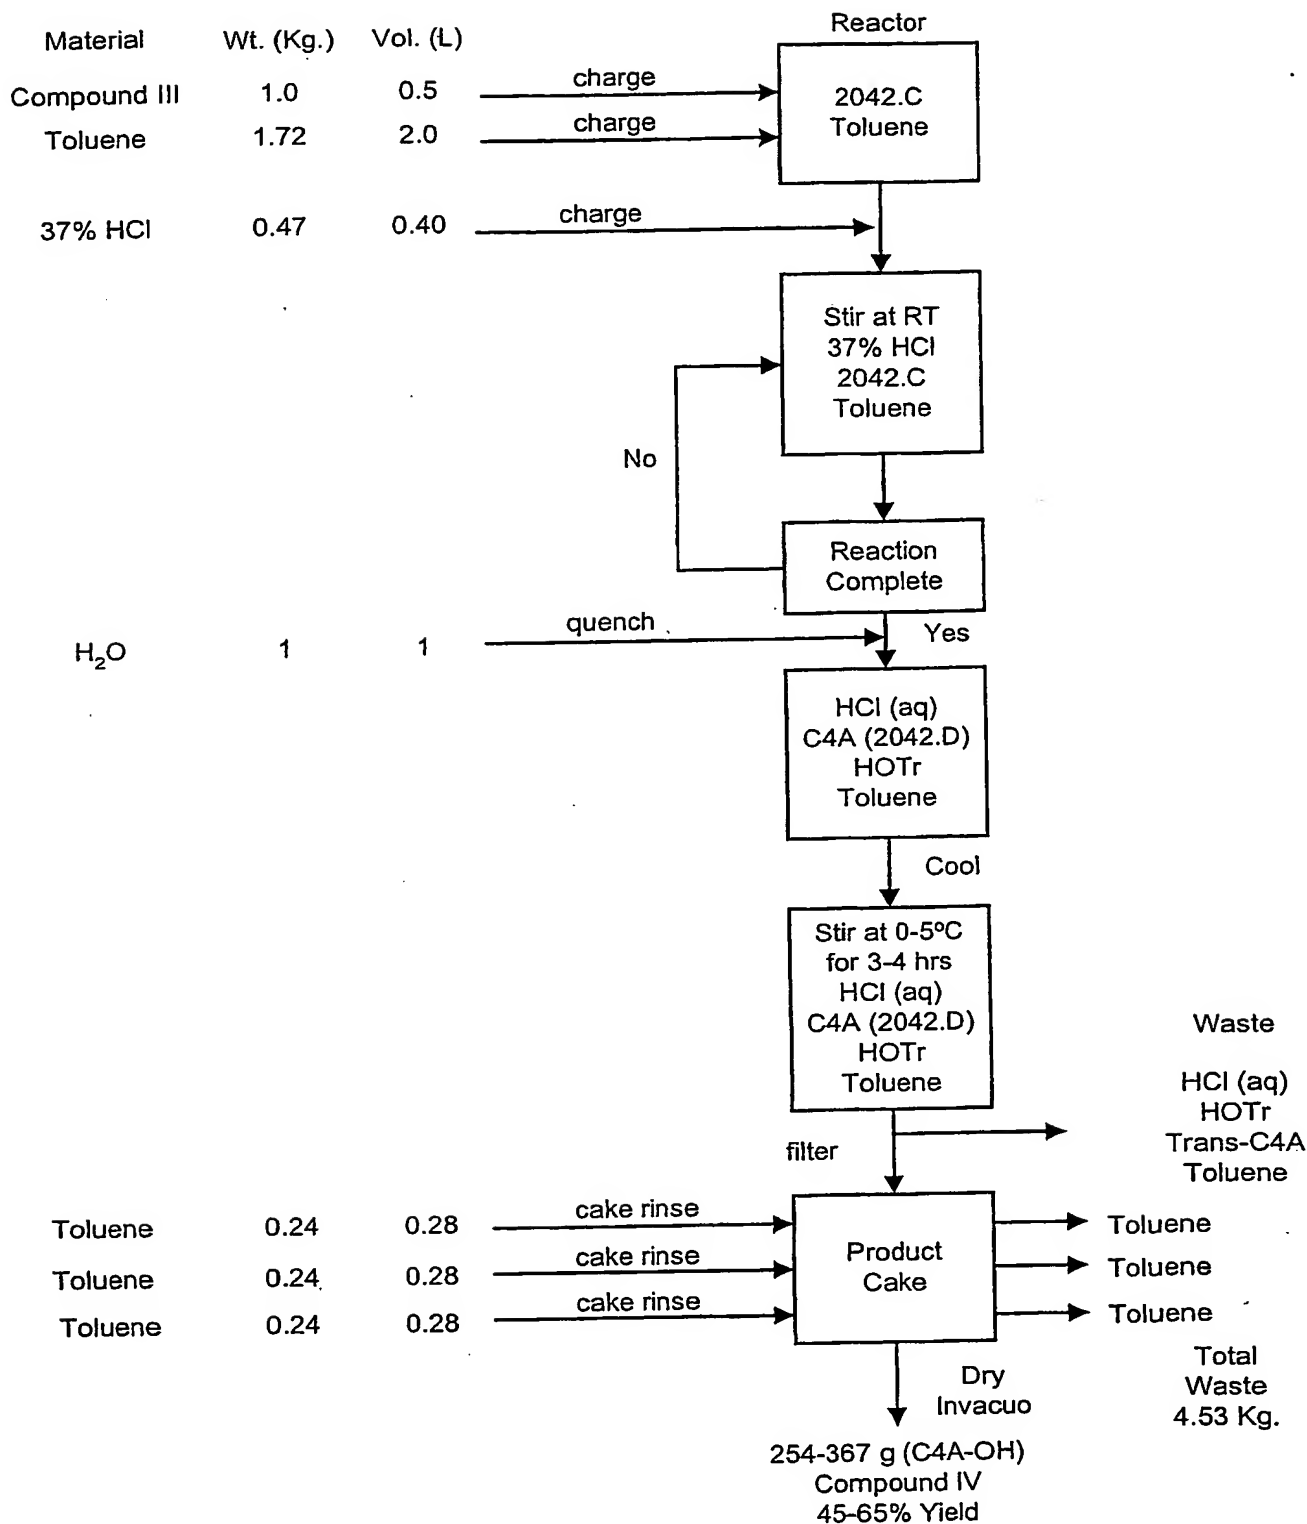 Reactor
Material Wt. (Kg.) Vol. (L)
Compound III 1.0 0.5 charge
Toluene 1.72 2.0 charge
2042.C
Toluene
37% HCl 0.47 0.40 charge
Stir at RT
37% HCl
2042.C
Toluene
No
Reaction
Complete
H₂O 1 1 quench
Yes
HCl (aq)
C4A (2042.D)
HOTr
Toluene
Cool
Stir at 0-5ºC
for 3-4 hrs
HCl (aq)
C4A (2042.D)
HOTr
Toluene
Waste
HCl (aq)
HOTr
Trans-C4A
Toluene
filter
Toluene 0.24 0.28 cake rinse
Toluene 0.24 0.28 cake rinse
Toluene 0.24 0.28 cake rinse
Product
Cake
Toluene
Toluene
Toluene
Total
Waste
4.53 Kg.
Dry
Invacuo
254-367 g (C4A-OH)
Compound IV
45-65% Yield